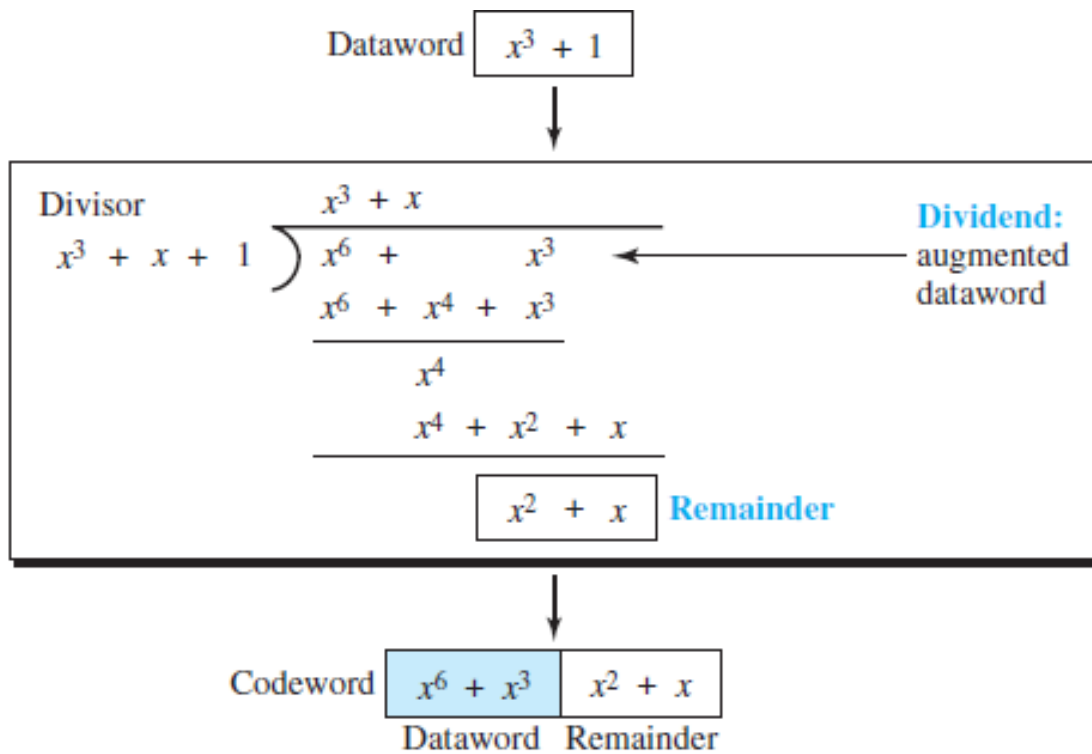 Dataword x³ + 1
Divisor
x³ + x
x³ + x + 1
x⁶ + x³
Dividend:
augmented
dataword
x⁶ + x⁴ + x³
x⁴
x⁴ + x² + x
x² + x Remainder
Codeword x⁶ + x³ x² + x
Dataword Remainder